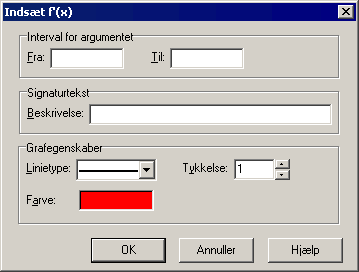 Indsæt f'(x)
Interval for argumentet
Fra: Til:
Signaturtekst
Beskrivelse:
Grafegenskaber
Linietype: Tykkelse: 1
Farve:
OK Annuller Hjælp